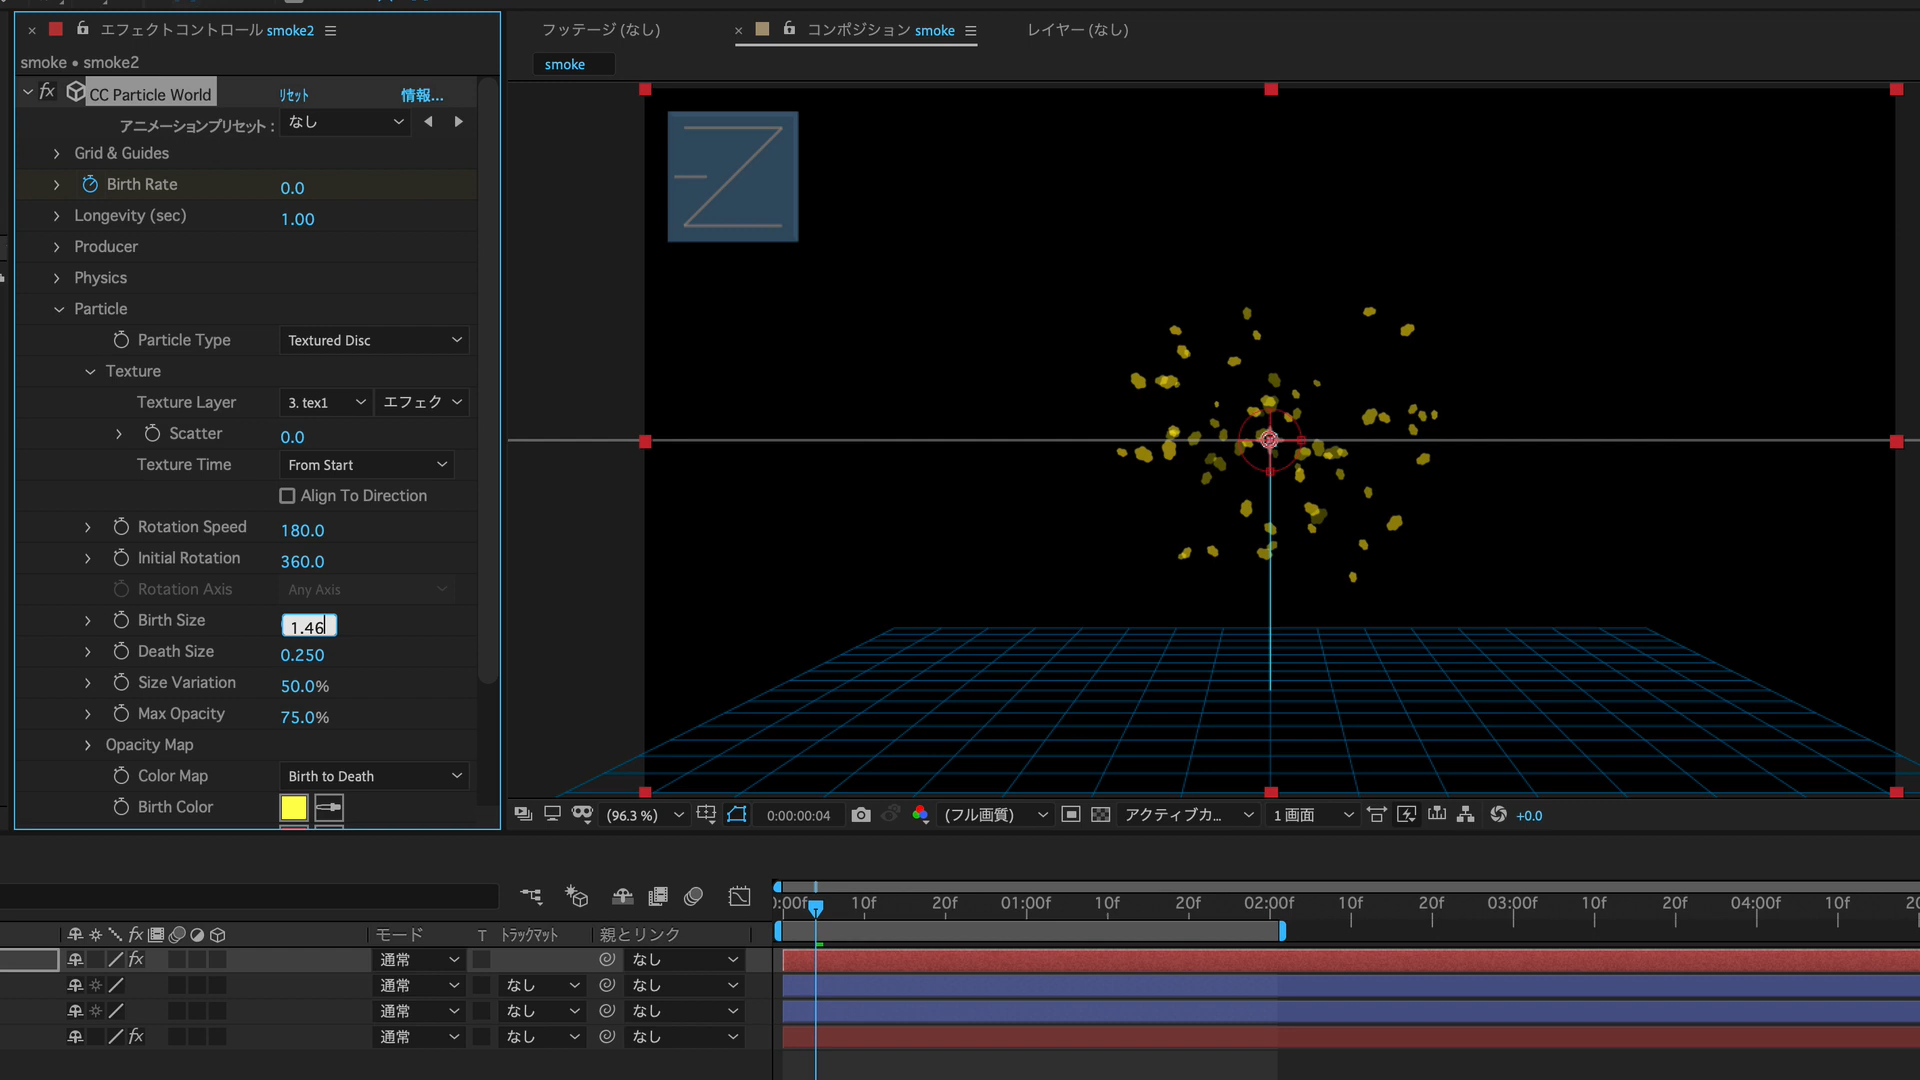 エフェクトコントロール smoke2
フッテージ (なし)
コンポジション smoke
レイヤー (なし)
smoke • smoke2
smoke
fx CC Particle World リセット 情報...
アニメーションプリセット : なし
Grid & Guides
Birth Rate 0.0
Longevity (sec) 1.00
Producer
Physics
Particle
Particle Type Textured Disc
Texture
Texture Layer 3. tex1 エフェク
Scatter 0.0
Texture Time From Start
Align To Direction
Rotation Speed 180.0
Initial Rotation 360.0
Rotation Axis Any Axis
Birth Size 1.46
Death Size 0.250
Size Variation 50.0%
Max Opacity 75.0%
Opacity Map
Color Map Birth to Death
Birth Color
(96.3 %) 0:00:00:04 (フル画質) アクティブカ... 1 画面 +0.0
):00f 10f 20f 01:00f 10f 20f 02:00f 10f 20f 03:00f 10f 20f 04:00f 10f 20
fx モード T トラックマット 親とリンク
fx 通常 なし
通常 なし なし
通常 なし なし
fx 通常 なし なし